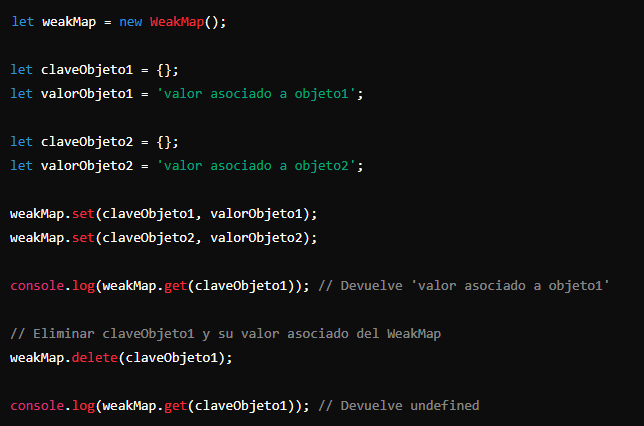 let weakMap = new WeakMap();
let claveObjeto1 = {};
let valorObjeto1 = 'valor asociado a objeto1';
let claveObjeto2 = {};
let valorObjeto2 = 'valor asociado a objeto2';
weakMap.set(claveObjeto1, valorObjeto1);
weakMap.set(claveObjeto2, valorObjeto2);
console.log(weakMap.get(claveObjeto1)); // Devuelve 'valor asociado a objeto1'
// Eliminar claveObjeto1 y su valor asociado del WeakMap
weakMap.delete(claveObjeto1);
console.log(weakMap.get(claveObjeto1)); // Devuelve undefined